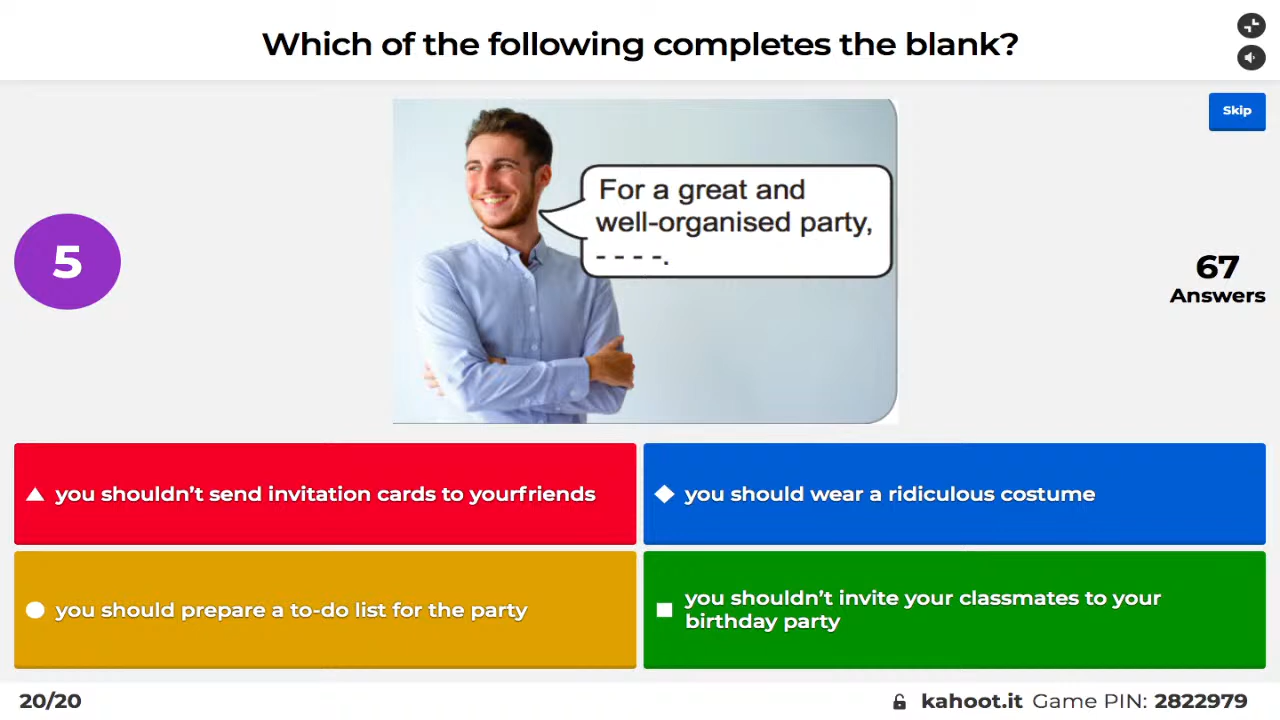 Which of the following completes the blank?
Skip
For a great and
well-organised party,
- - - -.
5
67
Answers
you shouldn't send invitation cards to yourfriends
you should wear a ridiculous costume
you should prepare a to-do list for the party
you shouldn't invite your classmates to your
birthday party
20/20
kahoot.it Game PIN: 2822979